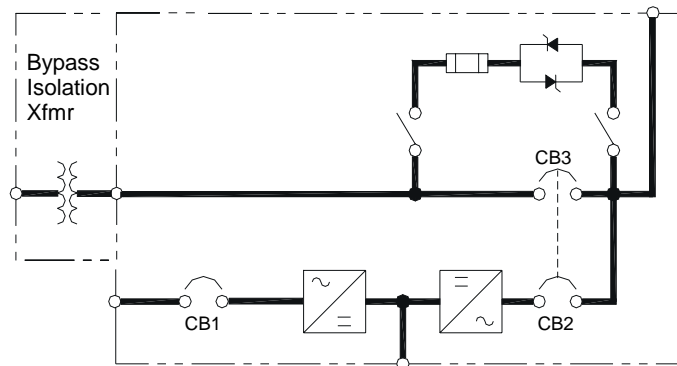 Bypass
Isolation
Xfmr
CB3
CB1
CB2